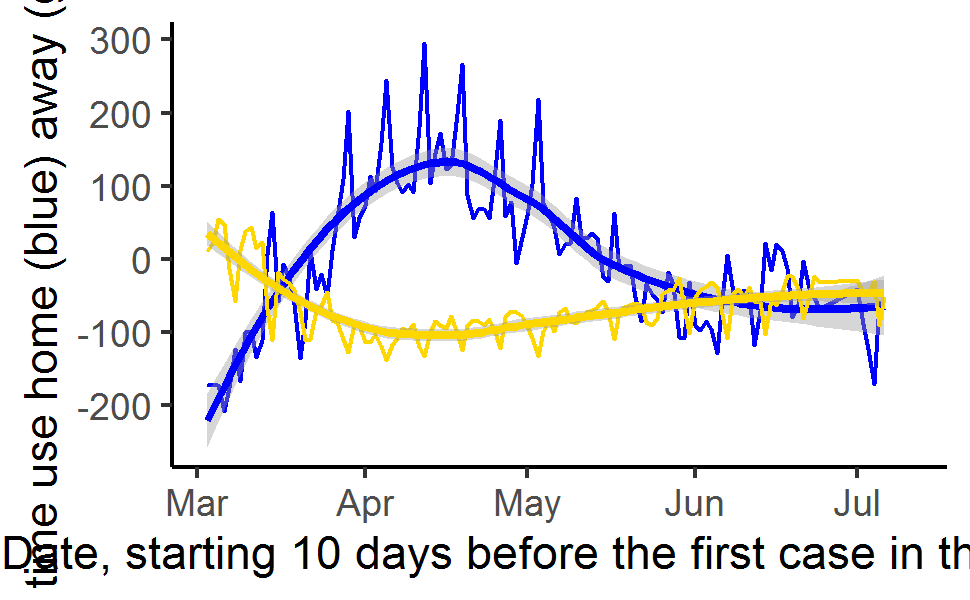 time use home (blue) away (
300
200
100
0
-100
-200
Mar Apr May Jun Jul
Date, starting 10 days before the first case in th